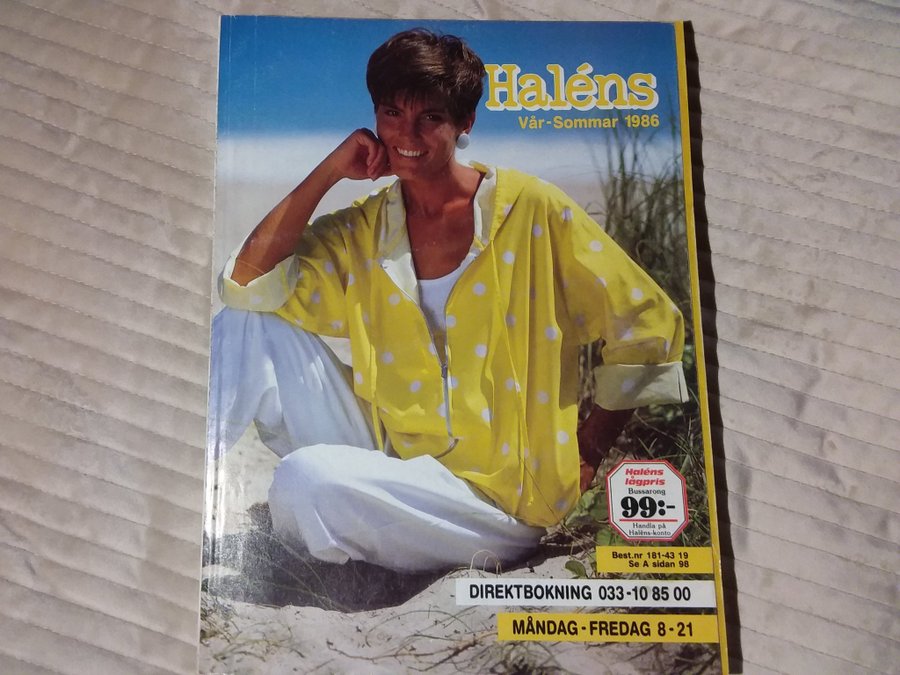 Haléns
Vår-Sommar 1986
Haléns
lågpris
Bussarong
99:-
Handla på
Haléns-konto
Best.nr 181-43 19
Se A sidan 98
DIREKTBOKNING 033-10 85 00
MÅNDAG-FREDAG 8-21